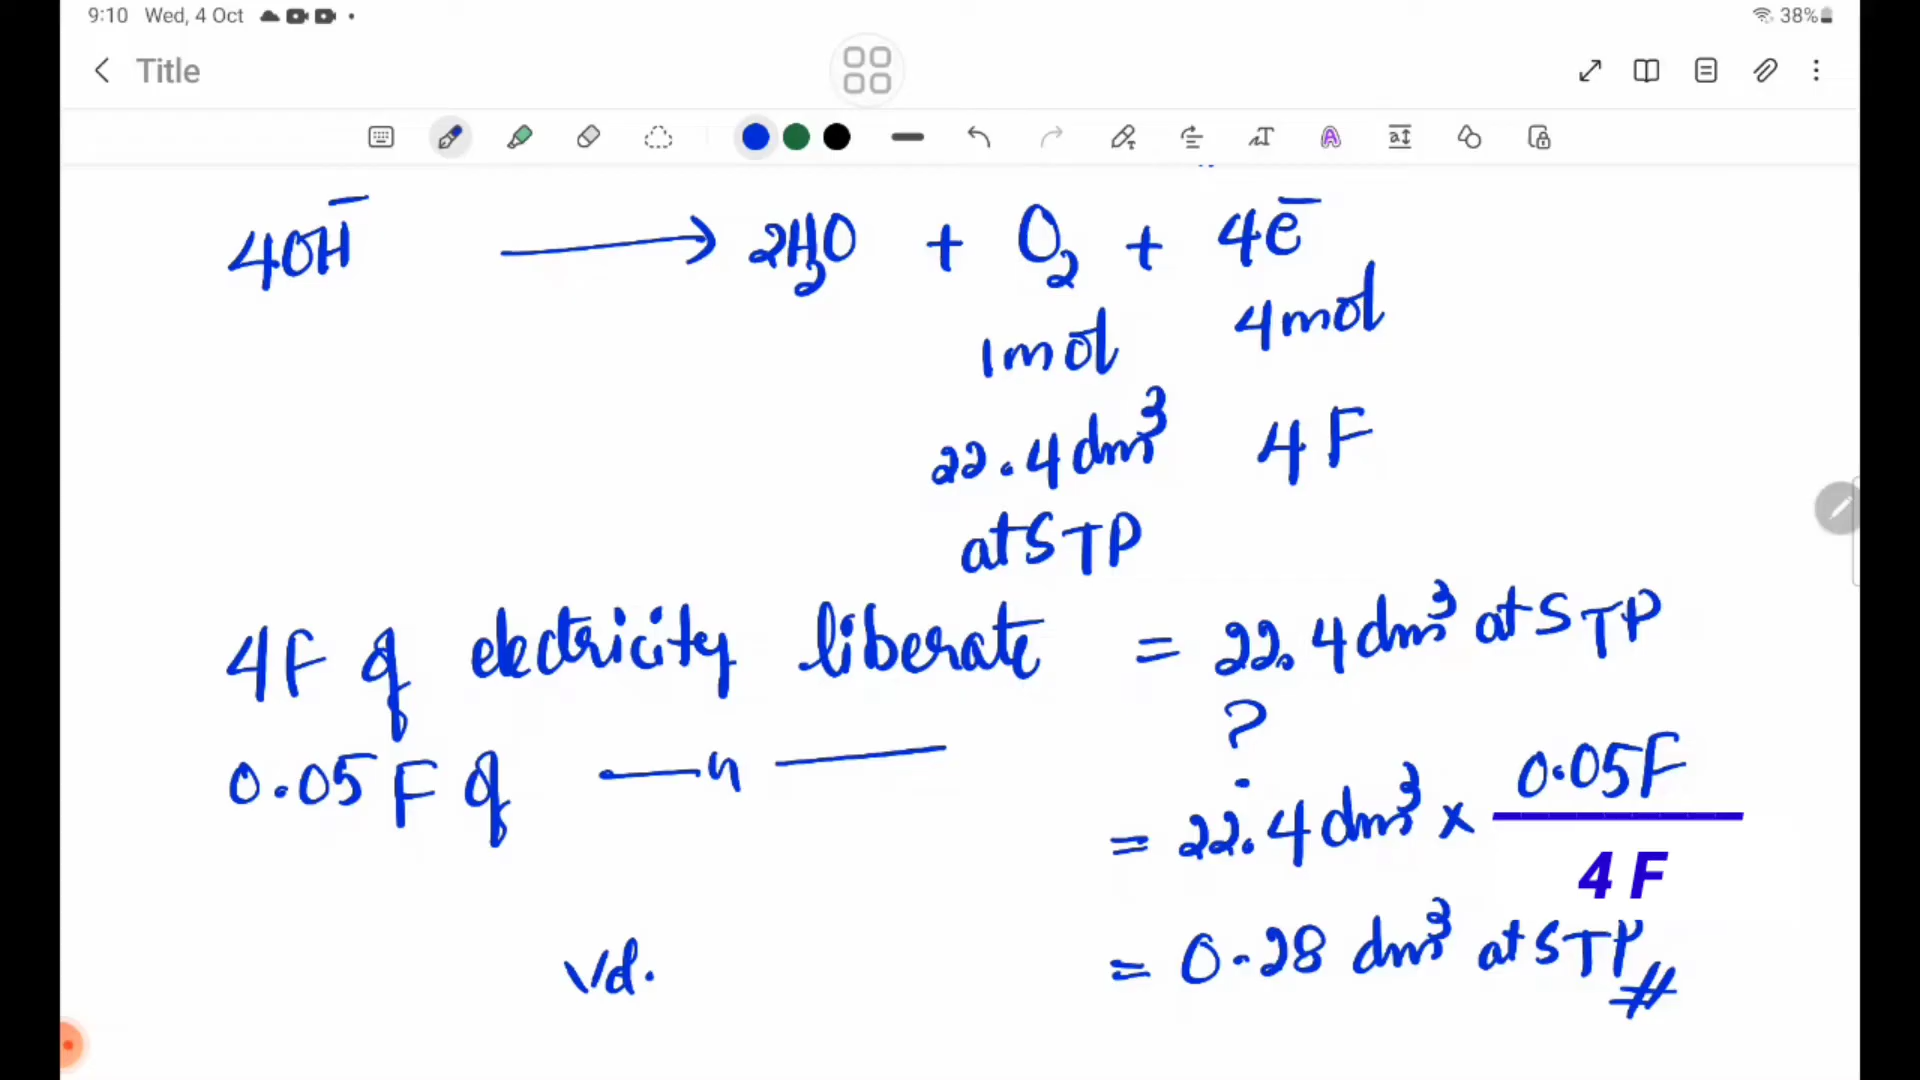 9:10 Wed, 4 Oct
38%
Title
4OH⁻ ⟶ 2H₂O + O₂ + 4e⁻
1mol 4mol
22.4dm³ 4F
at STP
4F of electricity liberate = 22.4dm³ at STP
?
0.05F of —— " ——
= 22.4dm³ × 0.05F
4 F
= 0.28 dm³ at STP
Vol.